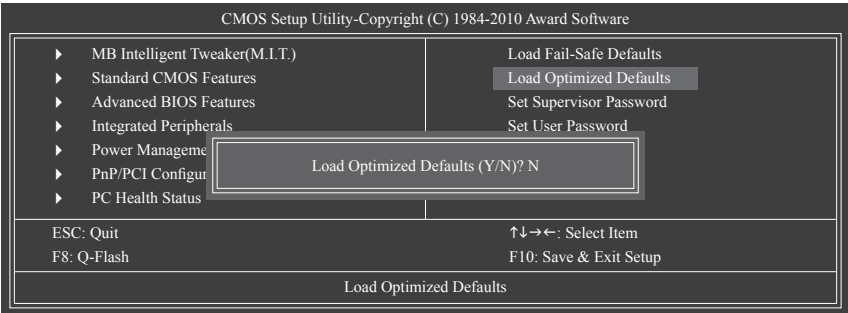 CMOS Setup Utility-Copyright (C) 1984-2010 Award Software
MB Intelligent Tweaker(M.I.T.)
Standard CMOS Features
Advanced BIOS Features
Integrated Peripherals
Power Manageme
PnP/PCI Configur
PC Health Status
Load Fail-Safe Defaults
Load Optimized Defaults
Set Supervisor Password
Set User Password
Load Optimized Defaults (Y/N)? N
ESC: Quit
F8: Q-Flash
↑↓→←: Select Item
F10: Save & Exit Setup
Load Optimized Defaults